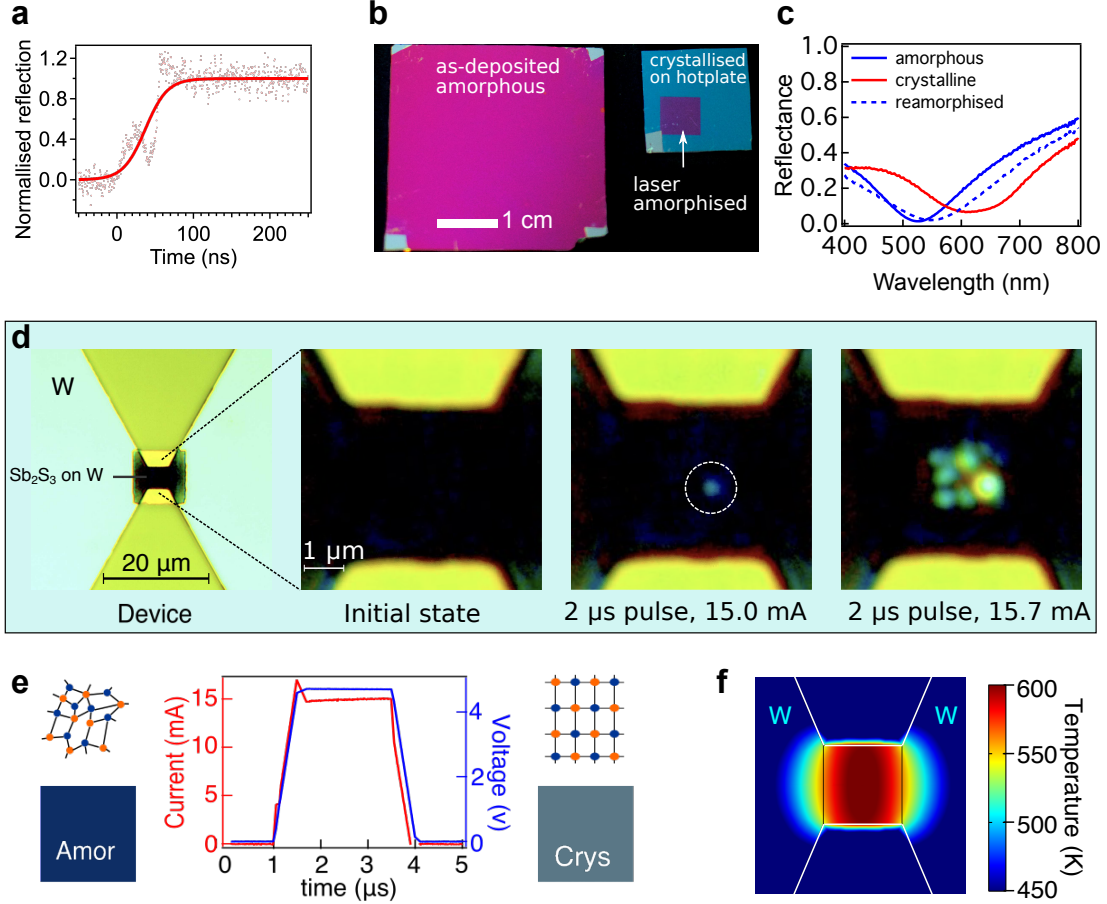 a
Normalised reflection
1.2
0.8
0.4
0.0
0
100
200
Time (ns)
b
as-deposited
amorphous
1 cm
crystallised
on hotplate
laser
amorphised
c
Reflectance
1.0
0.8
0.6
0.4
0.2
0.0
amorphous
crystalline
reamorphised
400
500
600
700
800
Wavelength (nm)
d
W
Sb₂S₃ on W
20 µm
Device
1 µm
Initial state
2 µs pulse, 15.0 mA
2 µs pulse, 15.7 mA
e
Amor
Current (mA)
15
10
5
0
Voltage (v)
4
2
0
0
1
2
3
4
5
time (µs)
Crys
f
W
W
600
550
500
450
Temperature (K)